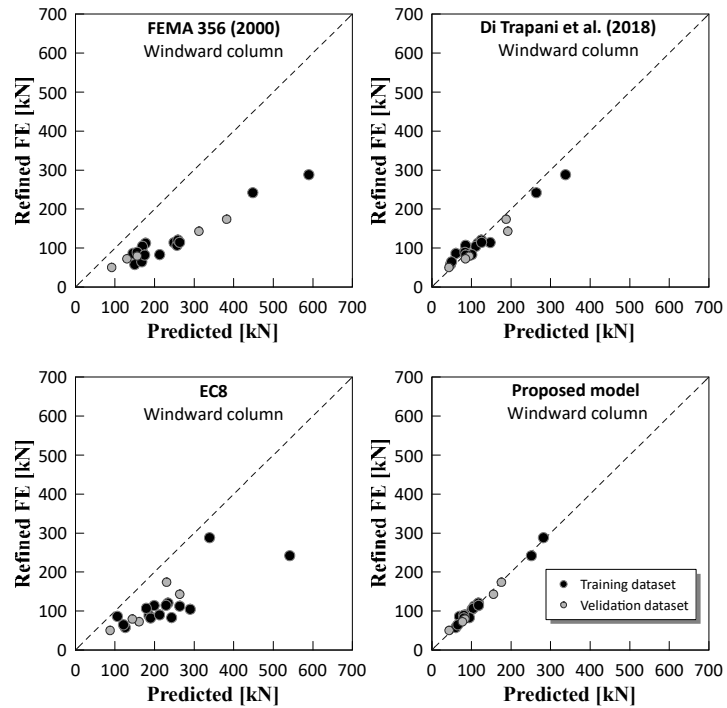 FEMA 356 (2000)
Windward column
Refined FE [kN]
700
600
500
400
300
200
100
0
0 100 200 300 400 500 600 700
Predicted [kN]
Di Trapani et al. (2018)
Windward column
Refined FE [kN]
700
600
500
400
300
200
100
0
0 100 200 300 400 500 600 700
Predicted [kN]
EC8
Windward column
Refined FE [kN]
700
600
500
400
300
200
100
0
0 100 200 300 400 500 600 700
Predicted [kN]
Proposed model
Windward column
Refined FE [kN]
700
600
500
400
300
200
100
0
Training dataset
Velidation dataset
0 100 200 300 400 500 600 700
Predicted [kN]